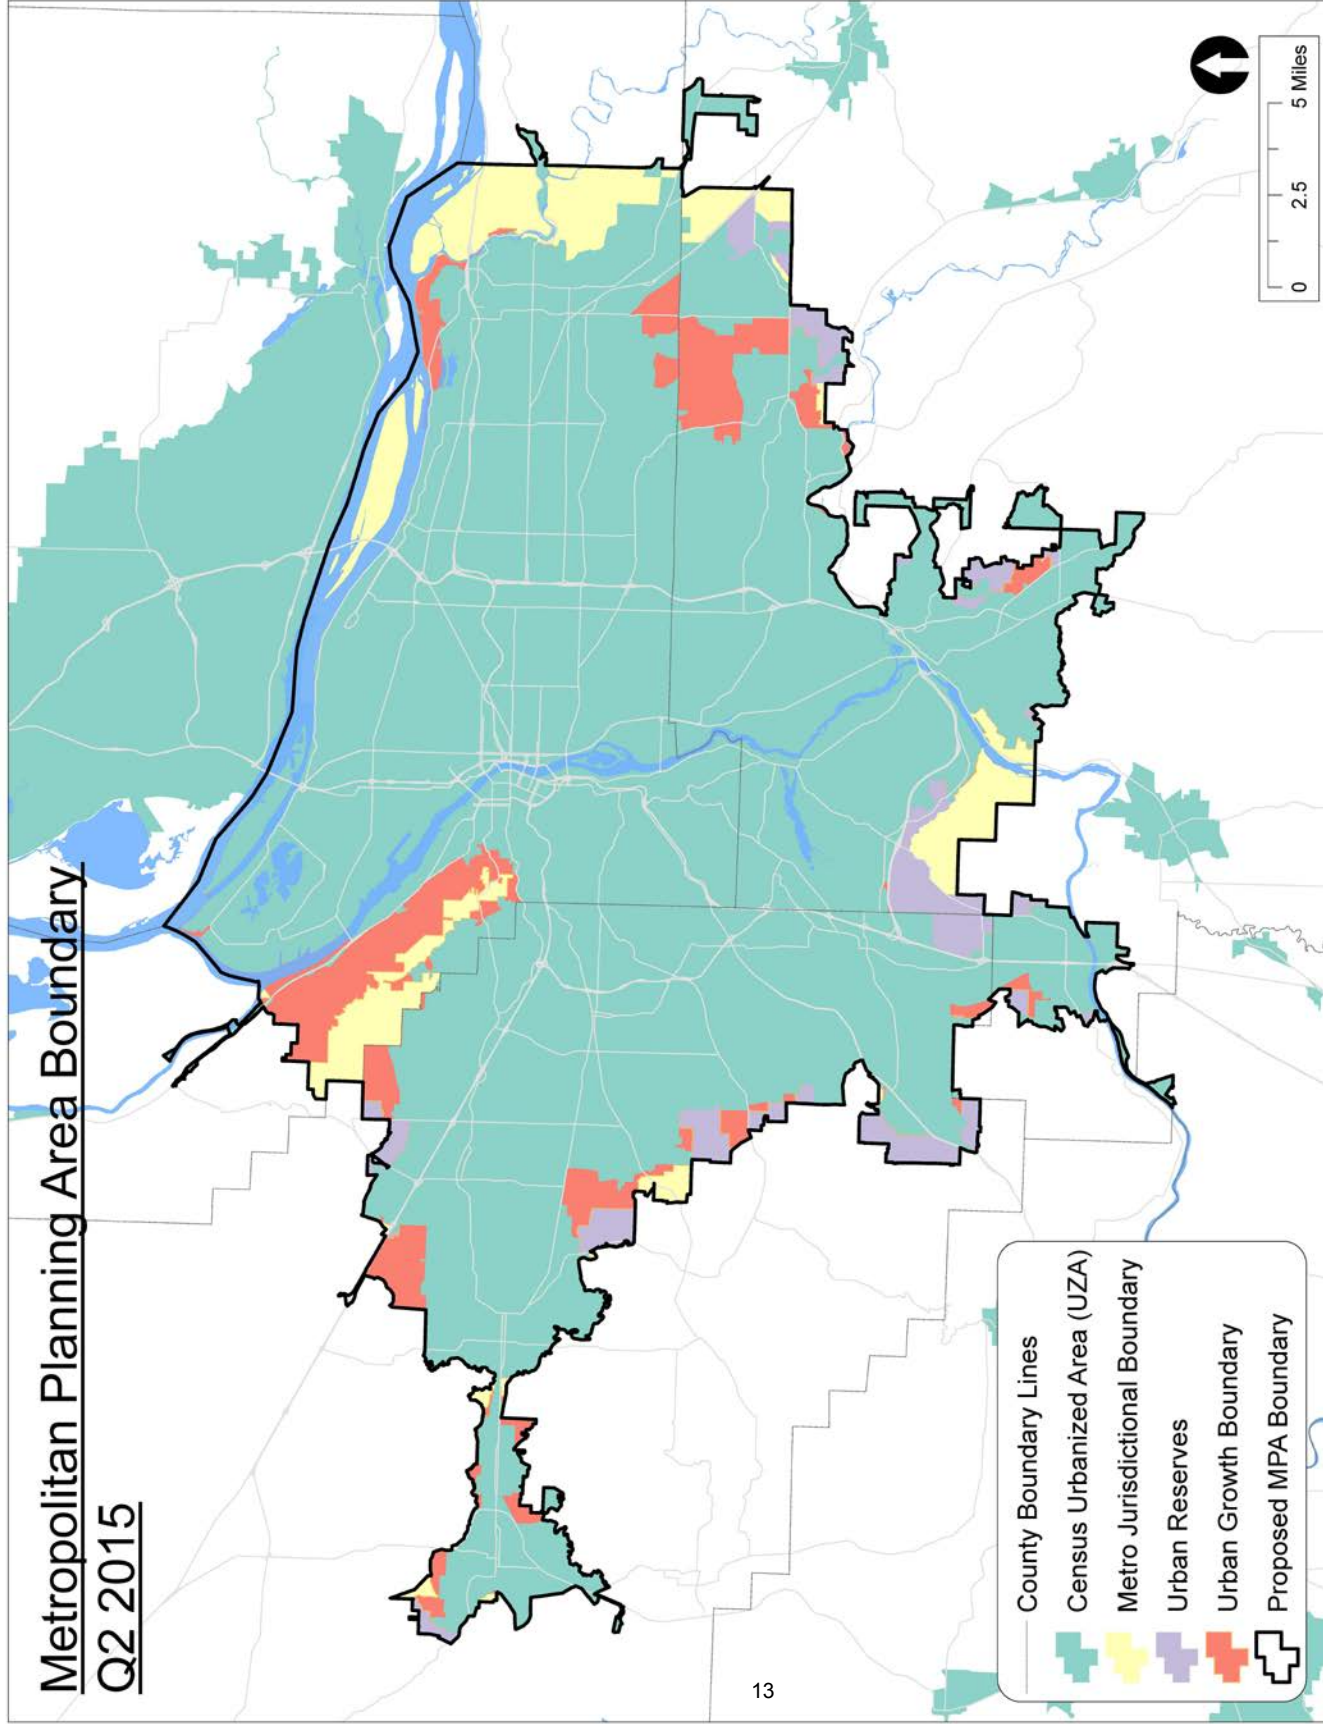 Metropolitan Planning Area Boundary
Q2 2015
County Boundary Lines
Census Urbanized Area (UZA)
Metro Jurisdictional Boundary
Urban Reserves
Urban Growth Boundary
Proposed MPA Boundary
0 2.5 5 Miles
13